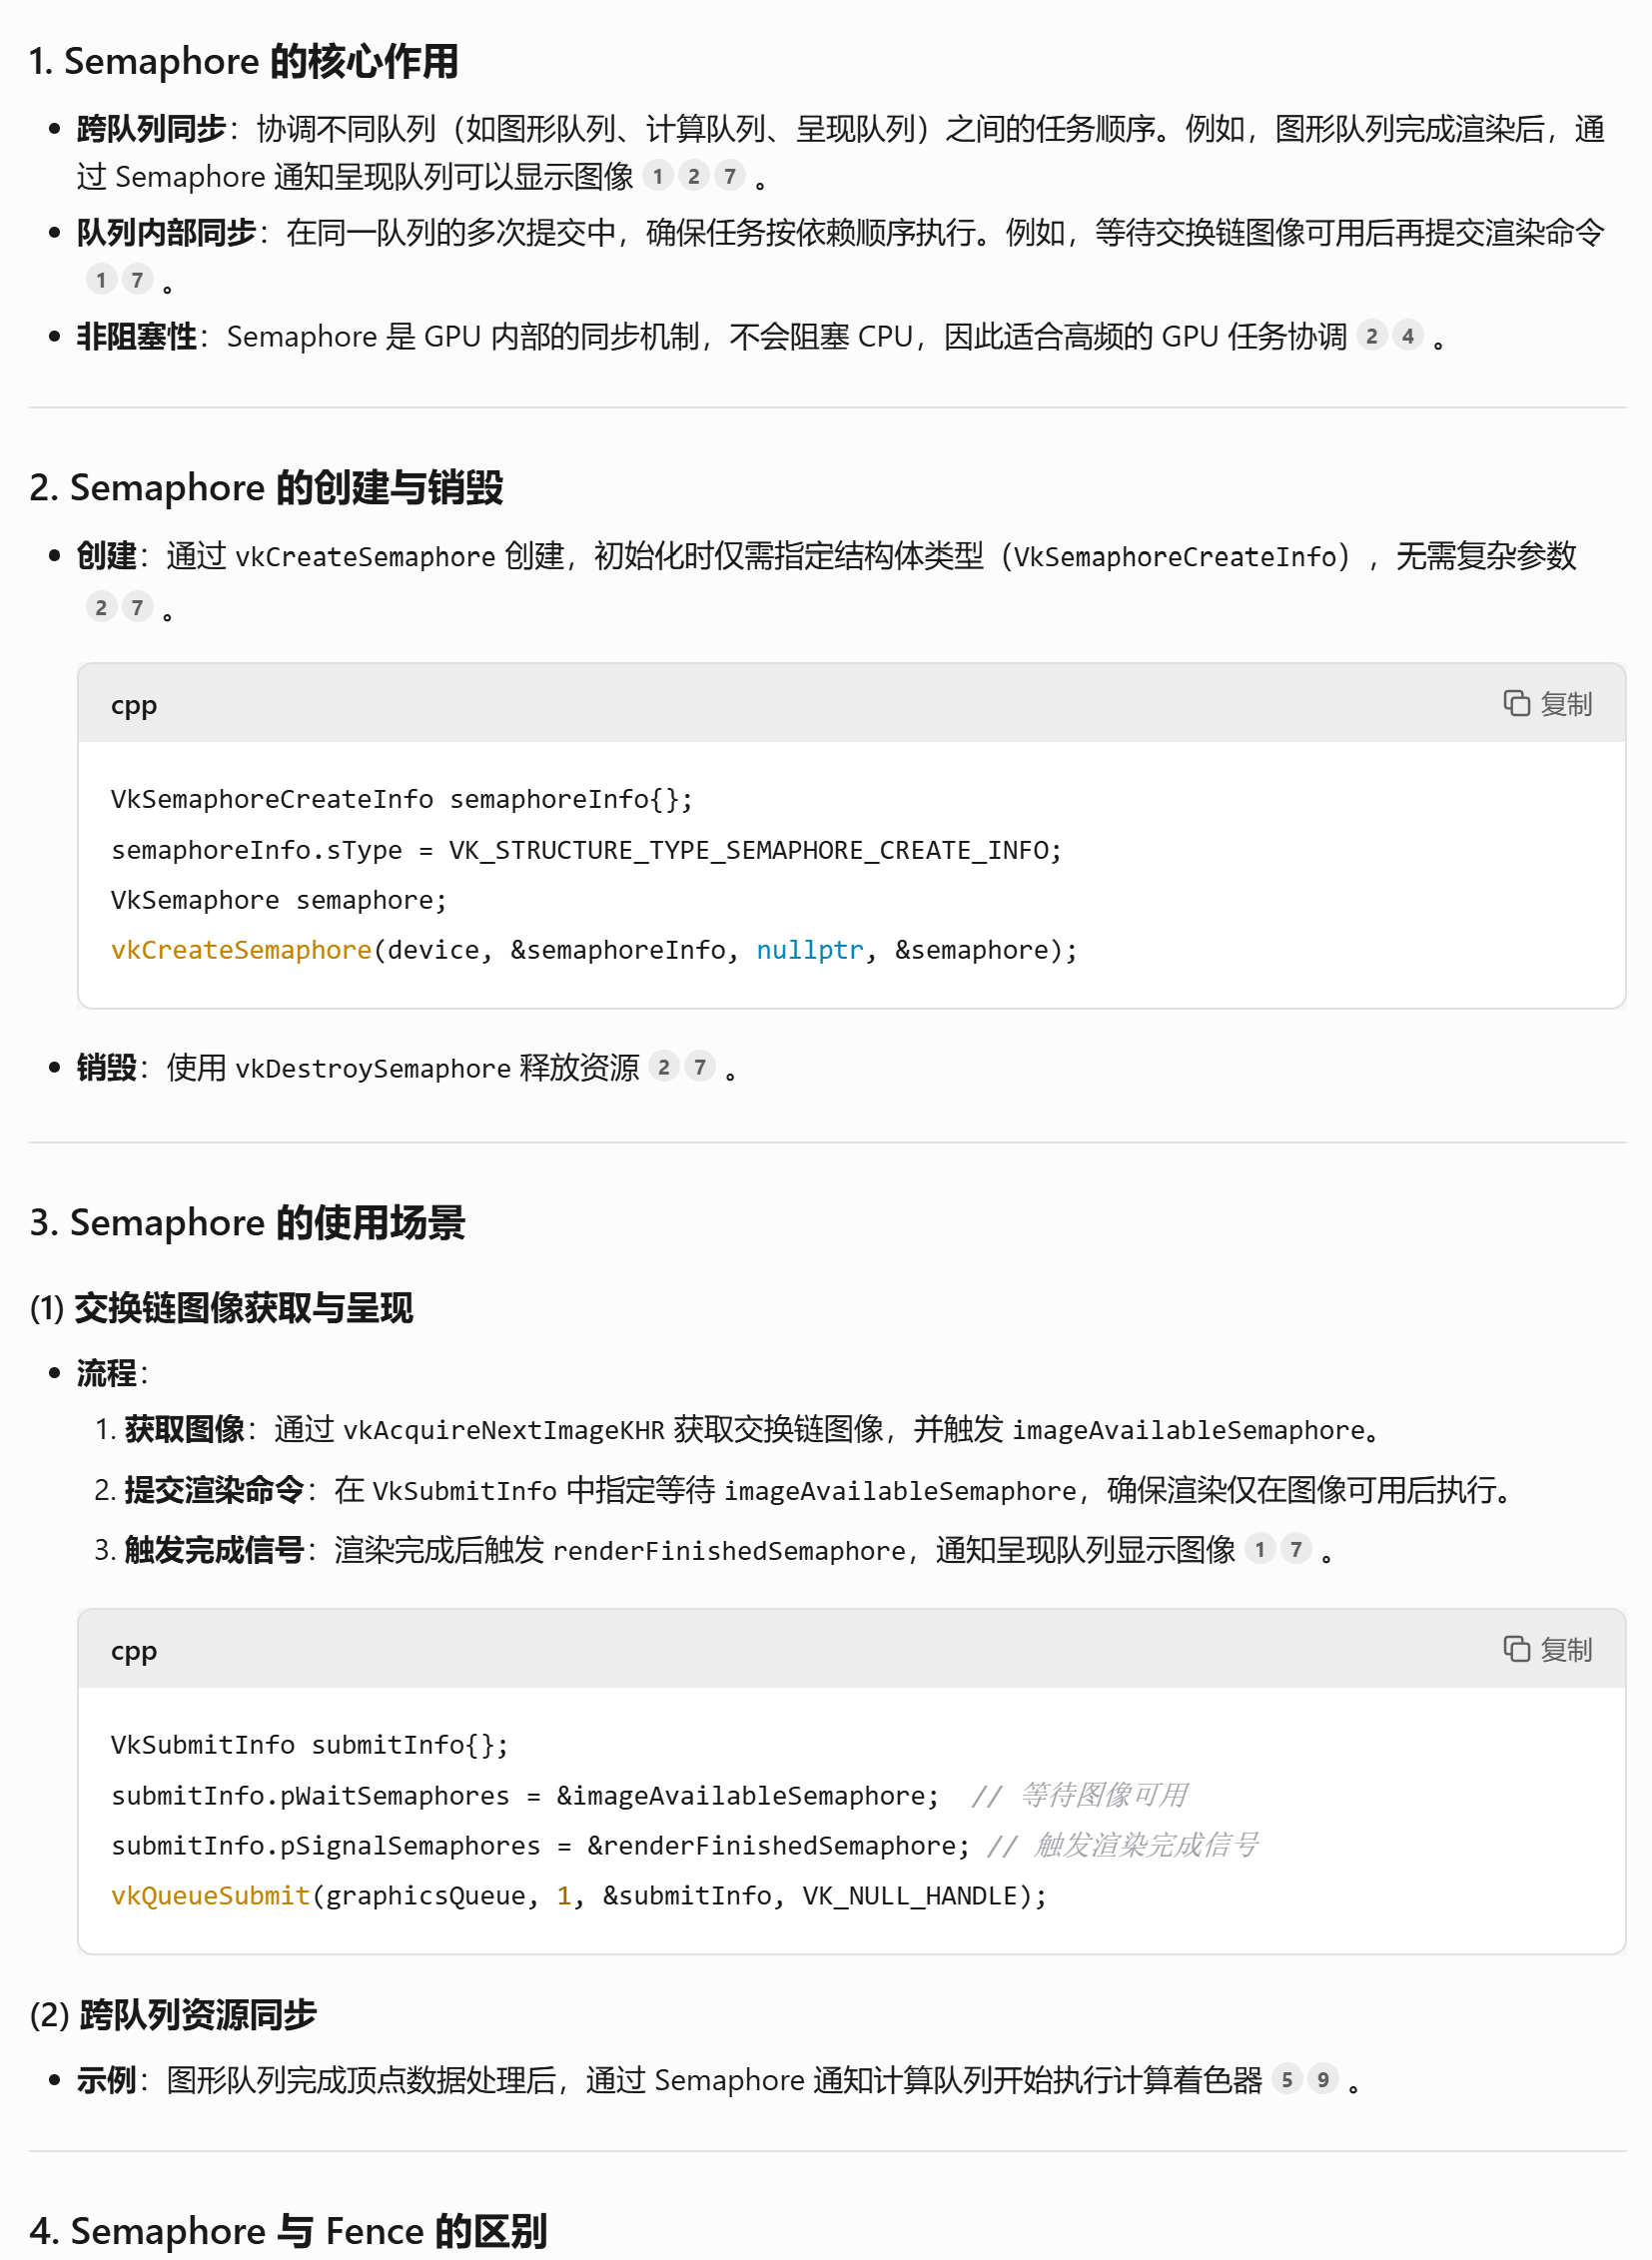 1. Semaphore 的核心作用
• 跨队列同步：协调不同队列（如图形队列、计算队列、呈现队列）之间的任务顺序。例如，图形队列完成渲染后，通
过 Semaphore 通知呈现队列可以显示图像 1 2 7 。
• 队列内部同步：在同一队列的多次提交中，确保任务按依赖顺序执行。例如，等待交换链图像可用后再提交渲染命令
1 7 。
• 非阻塞性：Semaphore 是 GPU 内部的同步机制，不会阻塞 CPU，因此适合高频的 GPU 任务协调 2 4 。
2. Semaphore 的创建与销毁
• 创建：通过 vkCreateSemaphore 创建，初始化时仅需指定结构体类型（VkSemaphoreCreateInfo），无需复杂参数
2 7 。
cpp 复制
VkSemaphoreCreateInfo semaphoreInfo{};
semaphoreInfo.sType = VK_STRUCTURE_TYPE_SEMAPHORE_CREATE_INFO;
VkSemaphore semaphore;
vkCreateSemaphore(device, &semaphoreInfo, nullptr, &semaphore);
• 销毁：使用 vkDestroySemaphore 释放资源 2 7 。
3. Semaphore 的使用场景
(1) 交换链图像获取与呈现
• 流程：
1. 获取图像：通过 vkAcquireNextImageKHR 获取交换链图像，并触发 imageAvailableSemaphore。
2. 提交渲染命令：在 VkSubmitInfo 中指定等待 imageAvailableSemaphore，确保渲染仅在图像可用后执行。
3. 触发完成信号：渲染完成后触发 renderFinishedSemaphore，通知呈现队列显示图像 1 7 。
cpp 复制
VkSubmitInfo submitInfo{};
submitInfo.pWaitSemaphores = &imageAvailableSemaphore;  // 等待图像可用
submitInfo.pSignalSemaphores = &renderFinishedSemaphore; // 触发渲染完成信号
vkQueueSubmit(graphicsQueue, 1, &submitInfo, VK_NULL_HANDLE);
(2) 跨队列资源同步
• 示例：图形队列完成顶点数据处理后，通过 Semaphore 通知计算队列开始执行计算着色器 5 9 。
4. Semaphore 与 Fence 的区别